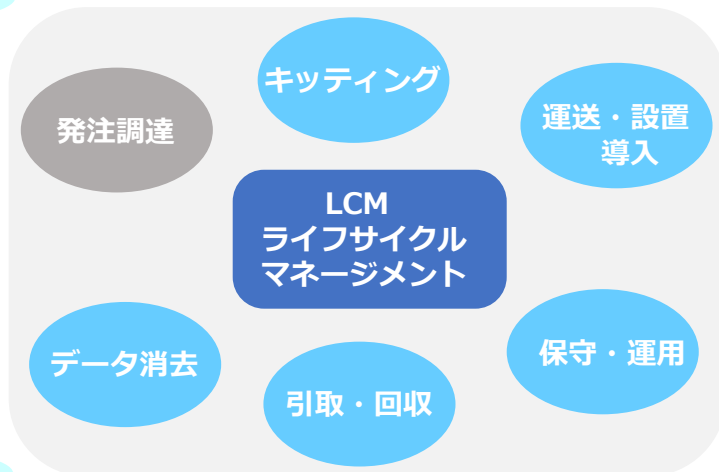 キッティング
発注調達
運送・設置
導入
LCM
ライフサイクル
マネージメント
データ消去
保守・運用
引取・回収